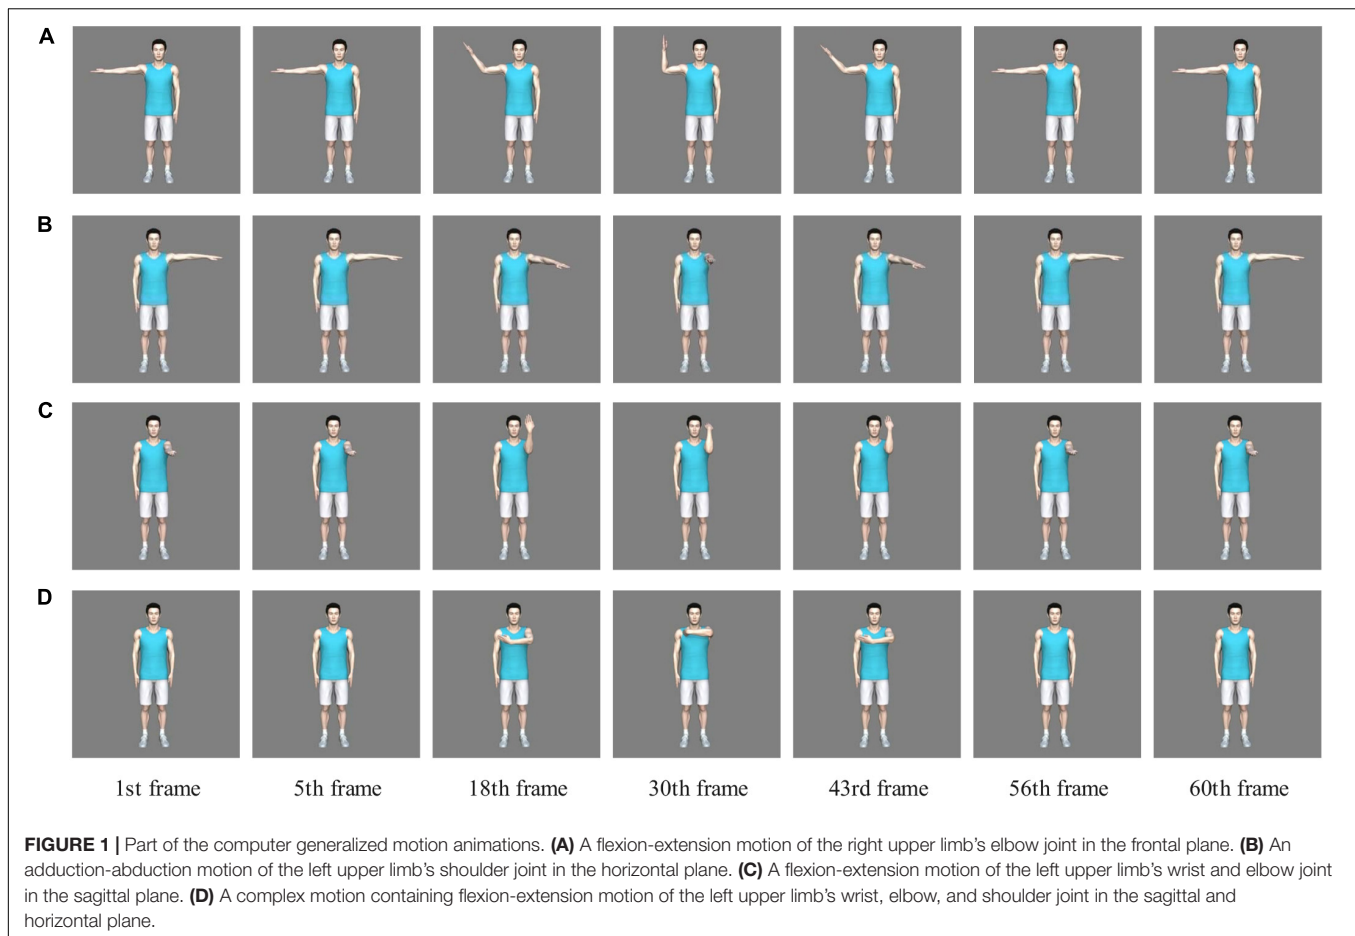 A
B
C
D
1st frame 5th frame 18th frame 30th frame 43rd frame 56th frame 60th frame
FIGURE 1 | Part of the computer generalized motion animations. (A) A flexion-extension motion of the right upper limb's elbow joint in the frontal plane. (B) An
adduction-abduction motion of the left upper limb's shoulder joint in the horizontal plane. (C) A flexion-extension motion of the left upper limb's wrist and elbow joint
in the sagittal plane. (D) A complex motion containing flexion-extension motion of the left upper limb's wrist, elbow, and shoulder joint in the sagittal and
horizontal plane.